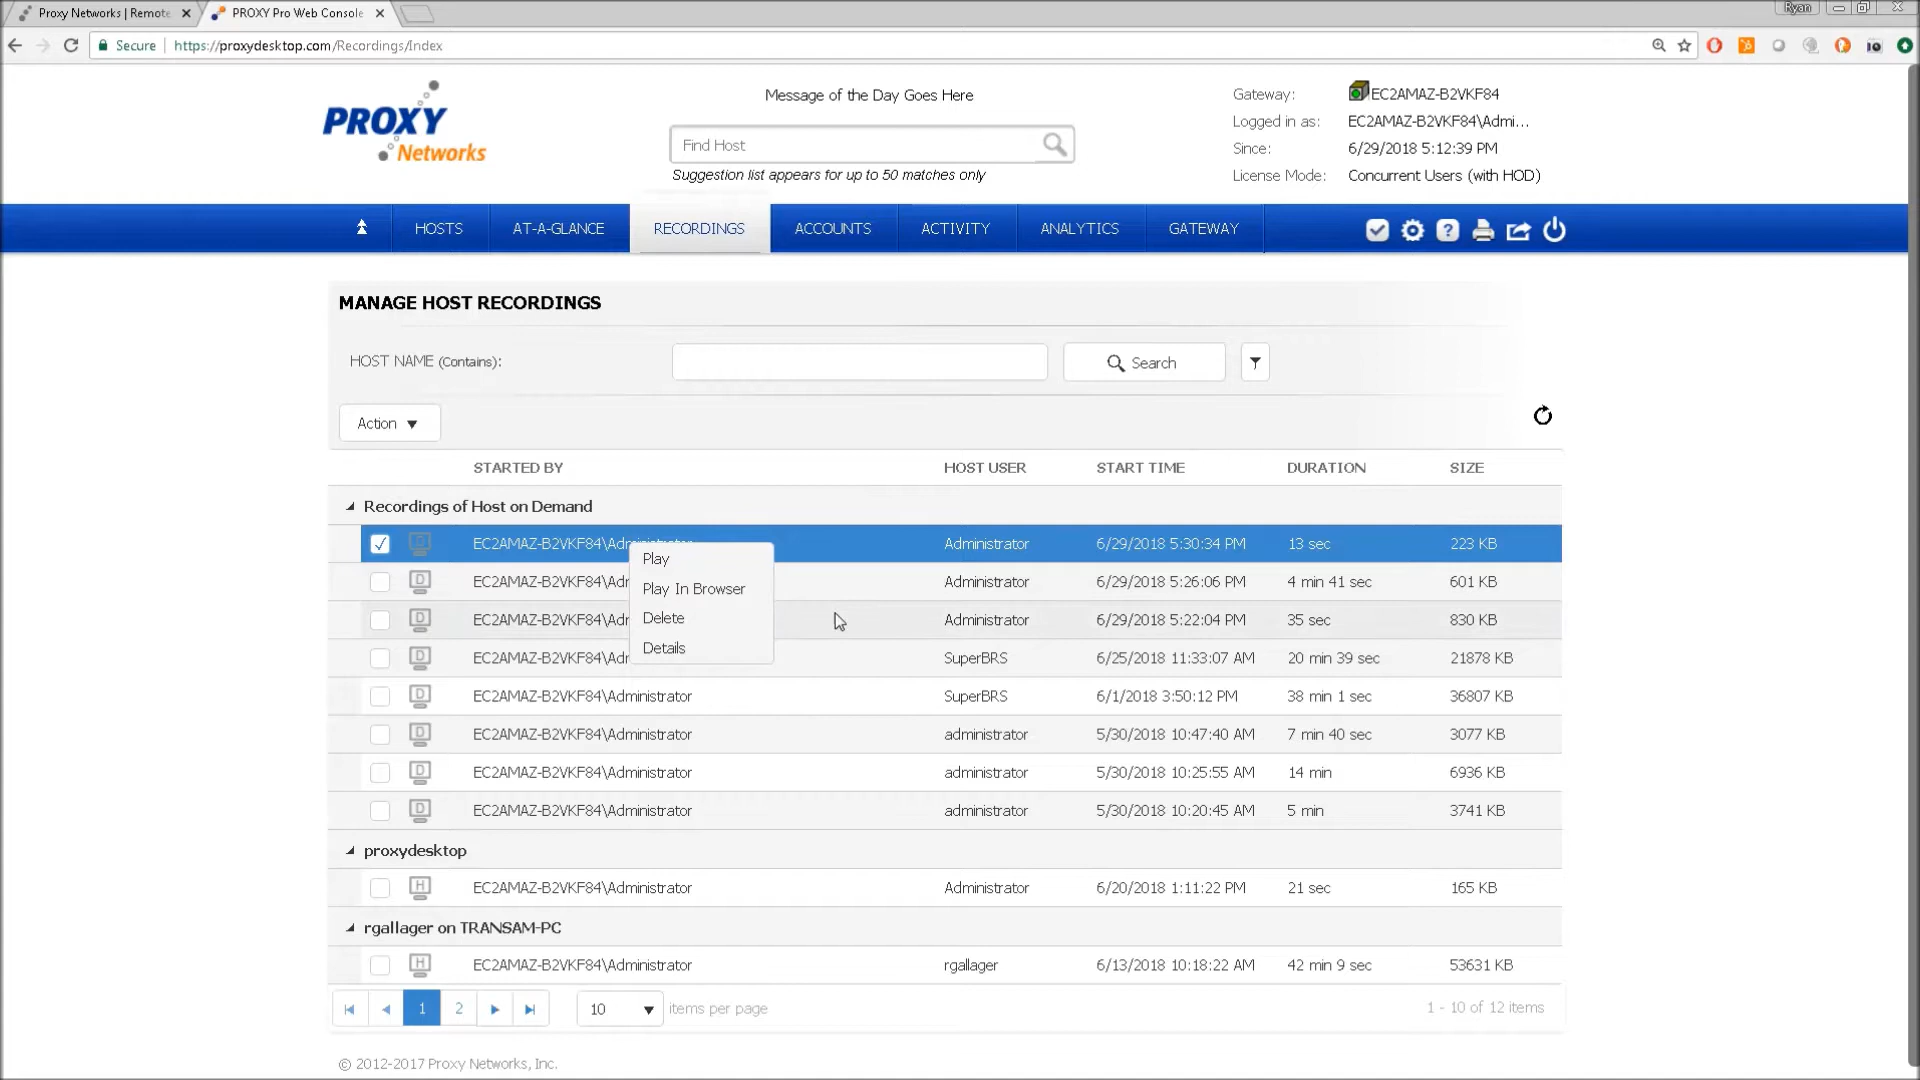 Proxy Networks | Remote
PROXY Pro Web Console
Ryan
Secure
https://proxydesktop.com/Recordings/Index
PROXY
Networks
Message of the Day Goes Here
Find Host
Suggestion list appears for up to 50 matches only
Gateway: EC2AMAZ-B2VKF84
Logged in as: EC2AMAZ-B2VKF84\Admi...
Since: 6/29/2018 5:12:39 PM
License Mode: Concurrent Users (with HOD)
HOSTS AT-A-GLANCE RECORDINGS ACCOUNTS ACTIVITY ANALYTICS GATEWAY
MANAGE HOST RECORDINGS
HOST NAME (Contains): Search
Action
STARTED BY HOST USER START TIME DURATION SIZE
Recordings of Host on Demand
D EC2AMAZ-B2VKF84\Administrator Administrator 6/29/2018 5:30:34 PM 13 sec 223 KB
D EC2AMAZ-B2VKF84\Adr Administrator 6/29/2018 5:26:06 PM 4 min 41 sec 601 KB
D EC2AMAZ-B2VKF84\Adr Administrator 6/29/2018 5:22:04 PM 35 sec 830 KB
D EC2AMAZ-B2VKF84\Adr SuperBRS 6/25/2018 11:33:07 AM 20 min 39 sec 21878 KB
Play
Play In Browser
Delete
Details
D EC2AMAZ-B2VKF84\Administrator SuperBRS 6/1/2018 3:50:12 PM 38 min 1 sec 36807 KB
D EC2AMAZ-B2VKF84\Administrator administrator 5/30/2018 10:47:40 AM 7 min 40 sec 3077 KB
D EC2AMAZ-B2VKF84\Administrator administrator 5/30/2018 10:25:55 AM 14 min 6936 KB
D EC2AMAZ-B2VKF84\Administrator administrator 5/30/2018 10:20:45 AM 5 min 3741 KB
proxydesktop
H EC2AMAZ-B2VKF84\Administrator Administrator 6/20/2018 1:11:22 PM 21 sec 165 KB
rgallager on TRANSAM-PC
H EC2AMAZ-B2VKF84\Administrator rgallager 6/13/2018 10:18:22 AM 42 min 9 sec 53631 KB
1 2 10 items per page 1 - 10 of 12 items
© 2012-2017 Proxy Networks, Inc.